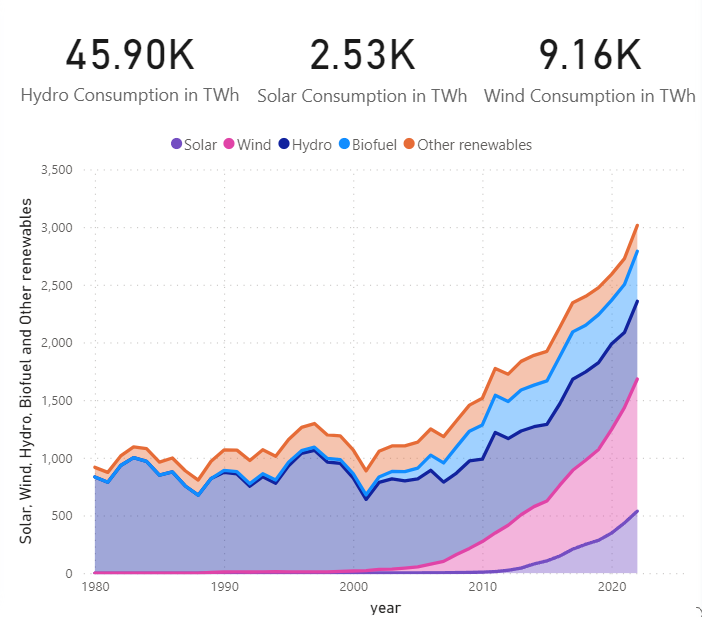 45.90K 2.53K 9.16K
Hydro Consumption in TWh Solar Consumption in TWh Wind Consumption in TWh
Solar Wind Hydro Biofuel Other renewables
Solar, Wind, Hydro, Biofuel and Other renewables
3,500
3,000
2,500
2,000
1,500
1,000
500
0
1980 1990 2000 2010 2020
year